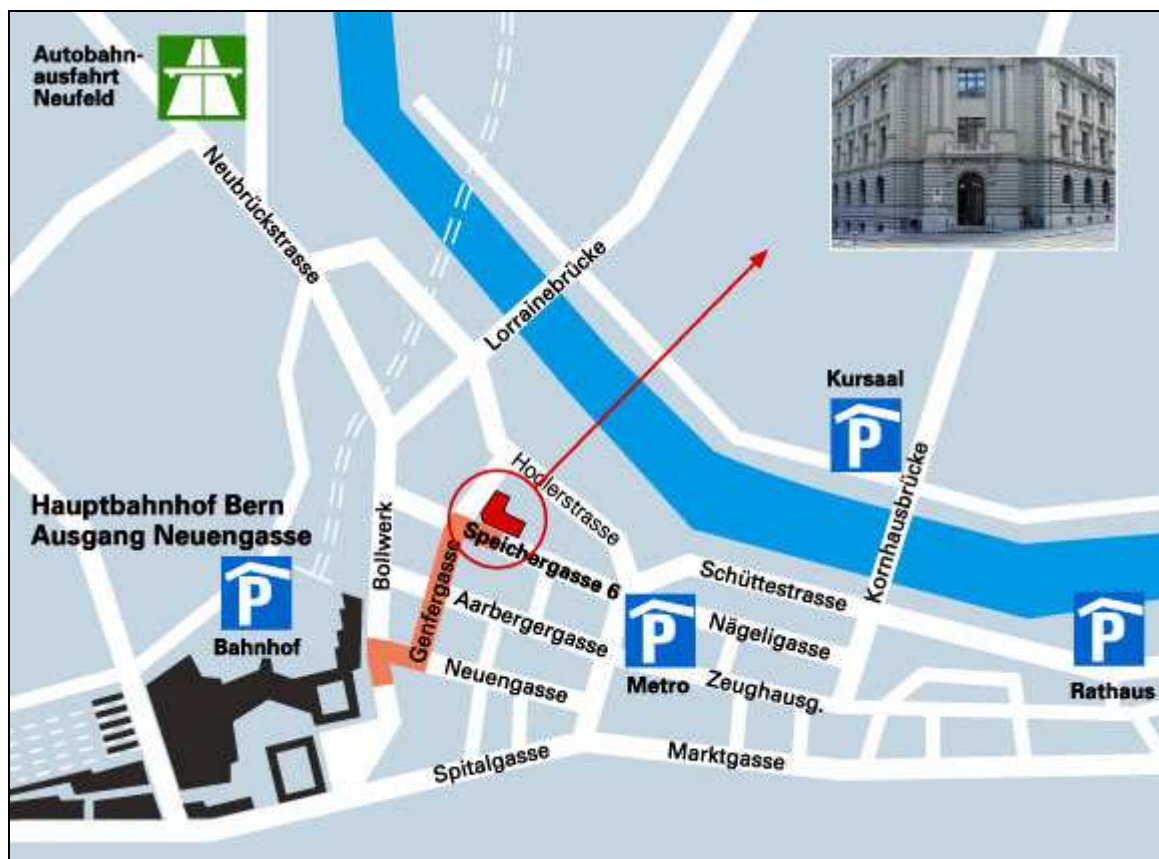 Autobahn-
ausfahrt
Neufeld
Neubrückstrasse
Lorrainebrücke
Kursaal
P
Hodlerstrasse
Hauptbahnhof Bern
Ausgang Neuengasse
P
Bahnhof
Bollwerk
Genfergasse
Speichergasse 6
Aarbergergasse
Neuengasse
Spitalgasse
P
Metro
Schüttestrasse
Nägeligasse
Zeughausg.
Marktgasse
Kornhausbrücke
P
Rathaus